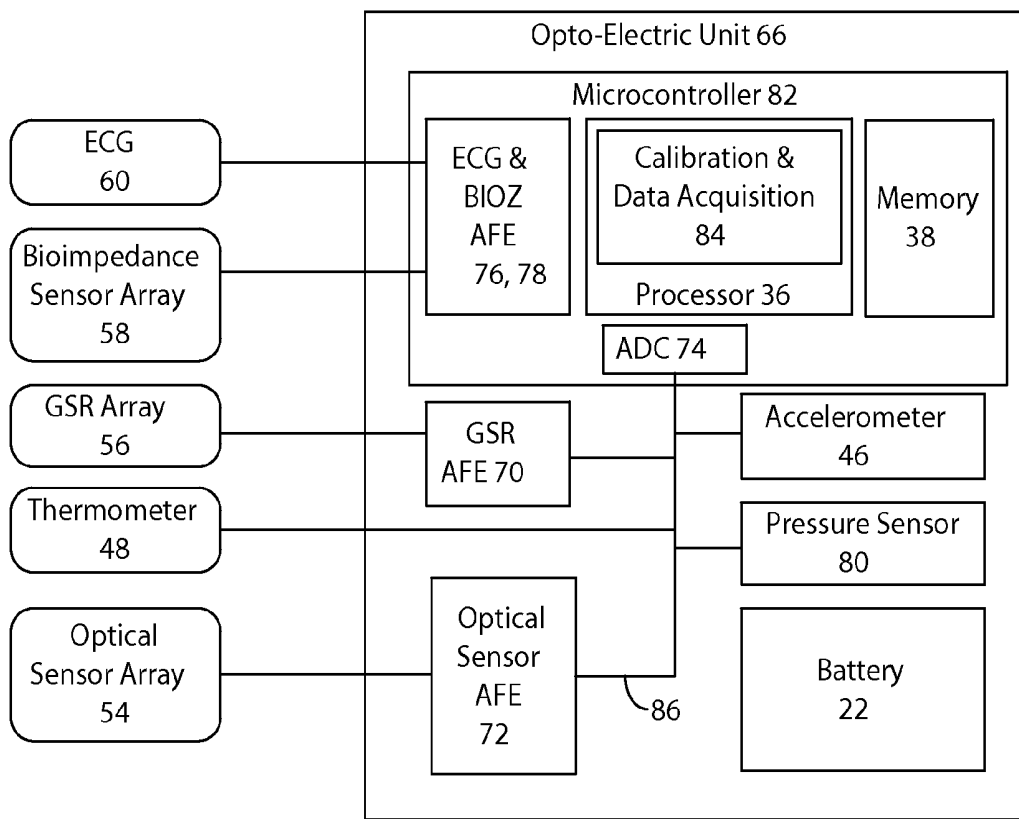 Opto-Electric Unit 66
Microcontroller 82
ECG
60
Bioimpedance
Sensor Array
58
GSR Array
56
Thermometer
48
Optical
Sensor Array
54
ECG &
BIOZ
AFE
76, 78
Calibration &
Data Acquisition
84
Processor 36
Memory
38
ADC 74
GSR
AFE 70
Accelerometer
46
Pressure Sensor
80
Optical
Sensor
AFE
72
86
Battery
22